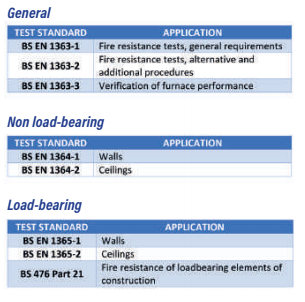 General
TEST STANDARD APPLICATION
BS EN 1363-1 Fire resistance tests, general requirements
BS EN 1363-2 Fire resistance tests, alternative and
additional procedures
BS EN 1363-3 Verification of furnace performance
Non load-bearing
TEST STANDARD APPLICATION
BS EN 1364-1 Walls
BS EN 1364-2 Ceilings
Load-bearing
TEST STANDARD APPLICATION
BS EN 1365-1 Walls
BS EN 1365-2 Ceilings
BS 476 Part 21 Fire resistance of loadbearing elements of
construction